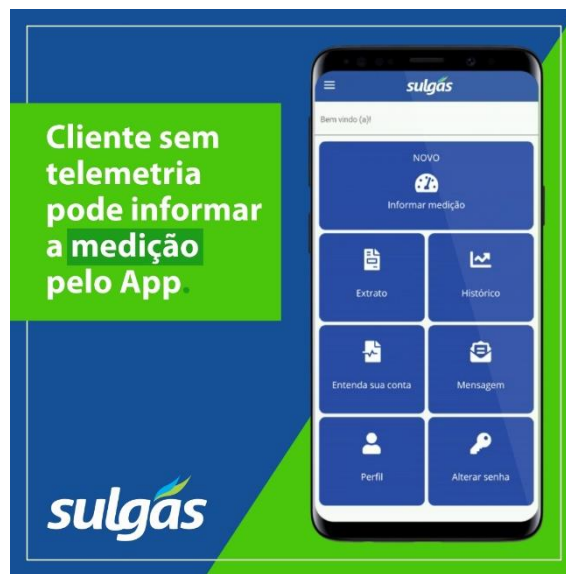 Cliente sem
telemetria
pode informar
a medição
pelo App.
sulgás
sulgás
Bem vindo (a)!
NOVO
Informar medição
Extrato
Histórico
Entenda sua conta
Mensagem
Perfil
Alterar senha